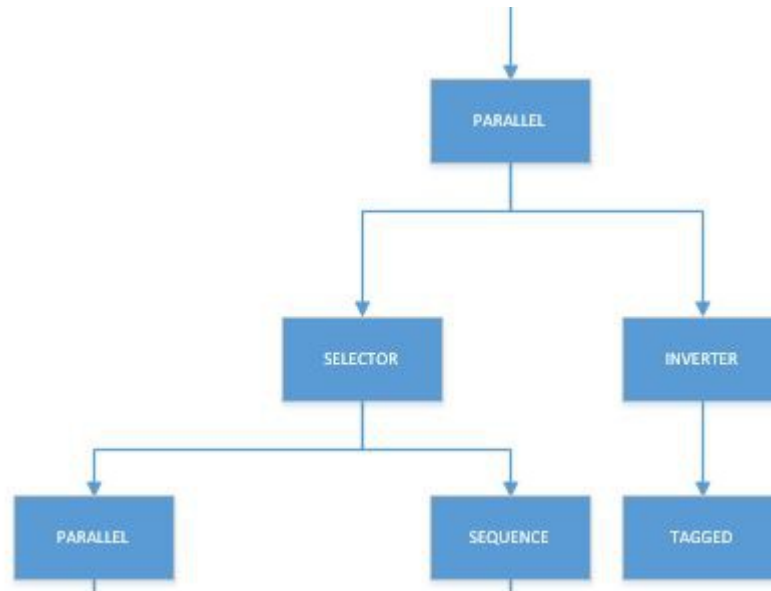 PARALLEL
SELECTOR
INVERTER
PARALLEL
SEQUENCE
TAGGED